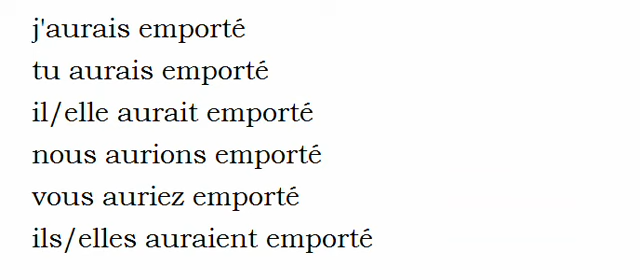 j'aurais emporté
tu aurais emporté
il/elle aurait emporté
nous aurions emporté
vous auriez emporté
ils/elles auraient emporté